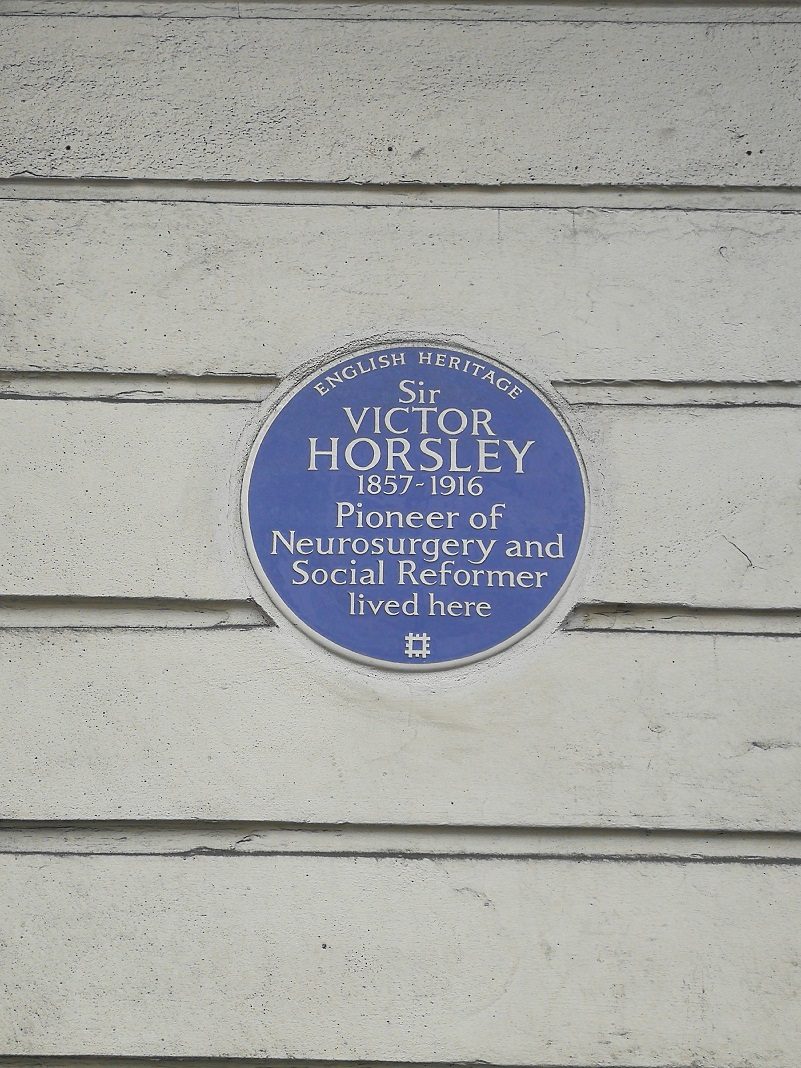 ENGLISH HERITAGE
Sir
VICTOR
HORSLEY
1857-1916
Pioneer of
Neurosurgery and
Social Reformer
lived here